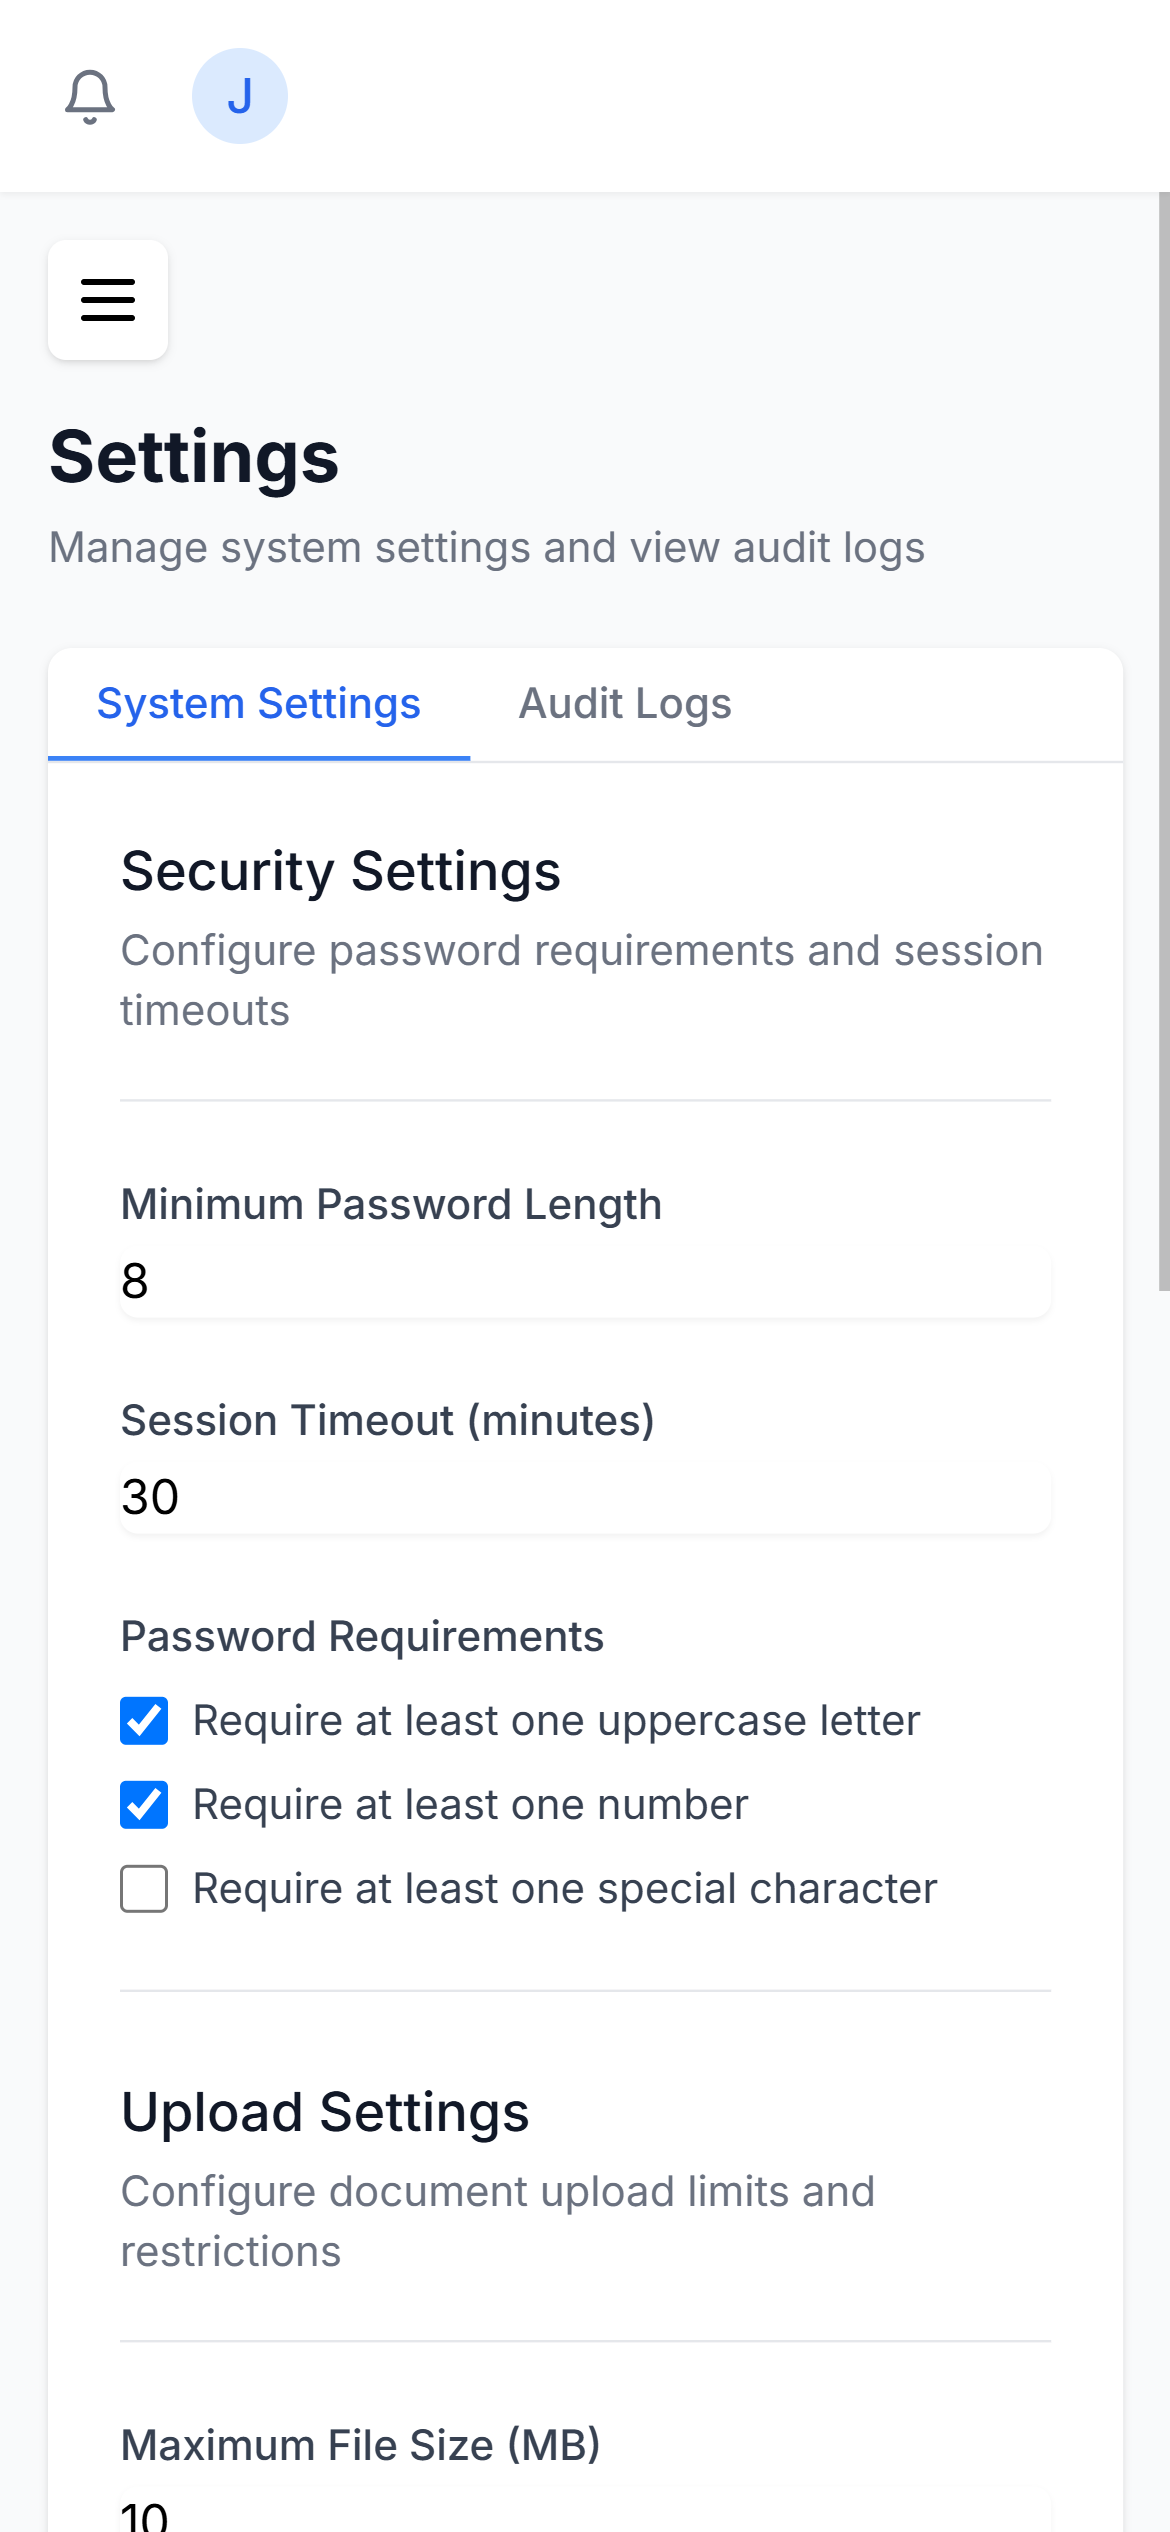 J
Settings
Manage system settings and view audit logs
System Settings
Audit Logs
Security Settings
Configure password requirements and session
timeouts
Minimum Password Length
8
Session Timeout (minutes)
30
Password Requirements
Require at least one uppercase letter
Require at least one number
Require at least one special character
Upload Settings
Configure document upload limits and
restrictions
Maximum File Size (MB)
10